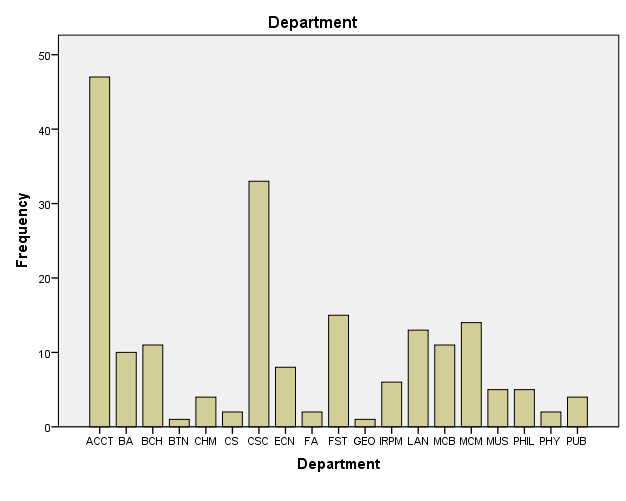 Department
50
40
30
20
10
0
Frequency
ACCT BA BCH BTN CHM CS CSC ECN FA FST GEO IRPM LAN MCB MCM MUS PHIL PHY PUB
Department